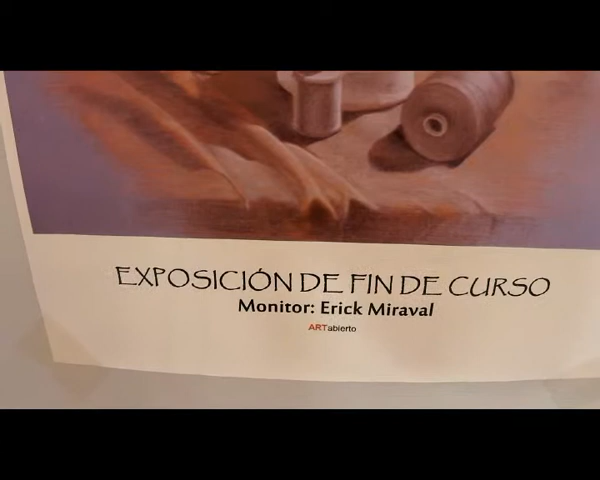 EXPOSICIÓN DE FIN DE CURSO
Monitor: Erick Miraval
ARTabierto